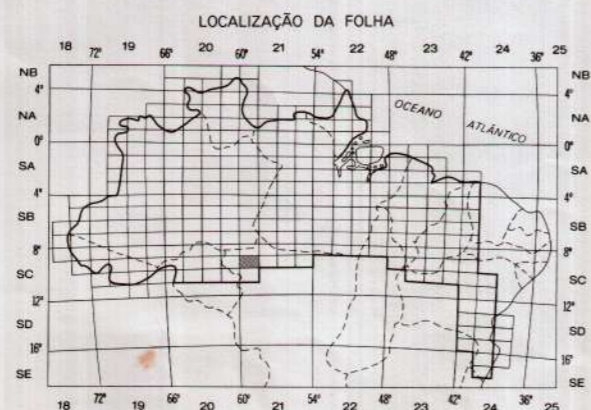 LOCALIZAÇÃO DA FOLHA
18 72° 19 66° 20 60° 21 54° 22 48° 23 42° 24 36° 25
NB NB
4° 4°
OCEANO
NA NA
ATLÂNTICO
0° 0°
SA SA
4° 4°
SB SB
8° 8°
SC SC
12° 12°
SD SD
16° 16°
SE SE
18 72° 19 66° 20 60° 21 54° 22 48° 23 42° 24 36° 25